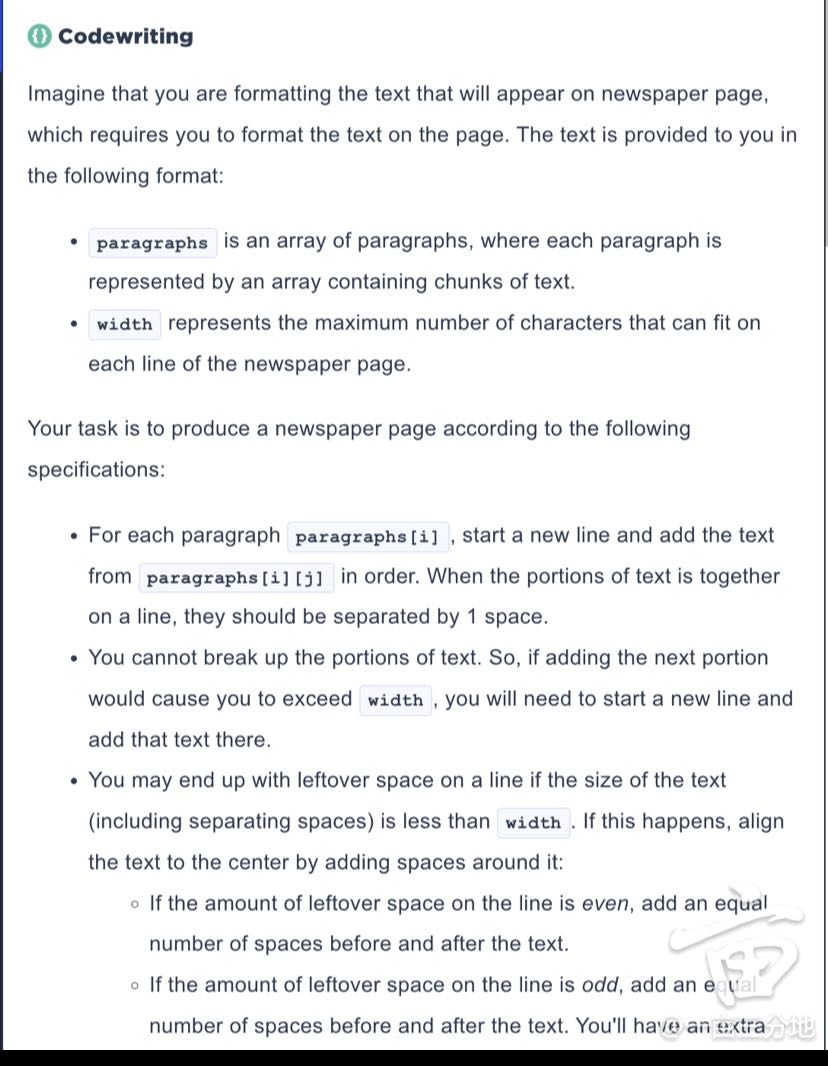 {} Codewriting
Imagine that you are formatting the text that will appear on newspaper page,
which requires you to format the text on the page. The text is provided to you in
the following format:
• paragraphs is an array of paragraphs, where each paragraph is
represented by an array containing chunks of text.
• width represents the maximum number of characters that can fit on
each line of the newspaper page.
Your task is to produce a newspaper page according to the following
specifications:
• For each paragraph paragraphs[i] , start a new line and add the text
from paragraphs[i][j] in order. When the portions of text is together
on a line, they should be separated by 1 space.
• You cannot break up the portions of text. So, if adding the next portion
would cause you to exceed width , you will need to start a new line and
add that text there.
• You may end up with leftover space on a line if the size of the text
(including separating spaces) is less than width . If this happens, align
the text to the center by adding spaces around it:
◦ If the amount of leftover space on the line is even, add an equal
number of spaces before and after the text.
◦ If the amount of leftover space on the line is odd, add an equal
number of spaces before and after the text. You'll have an extra